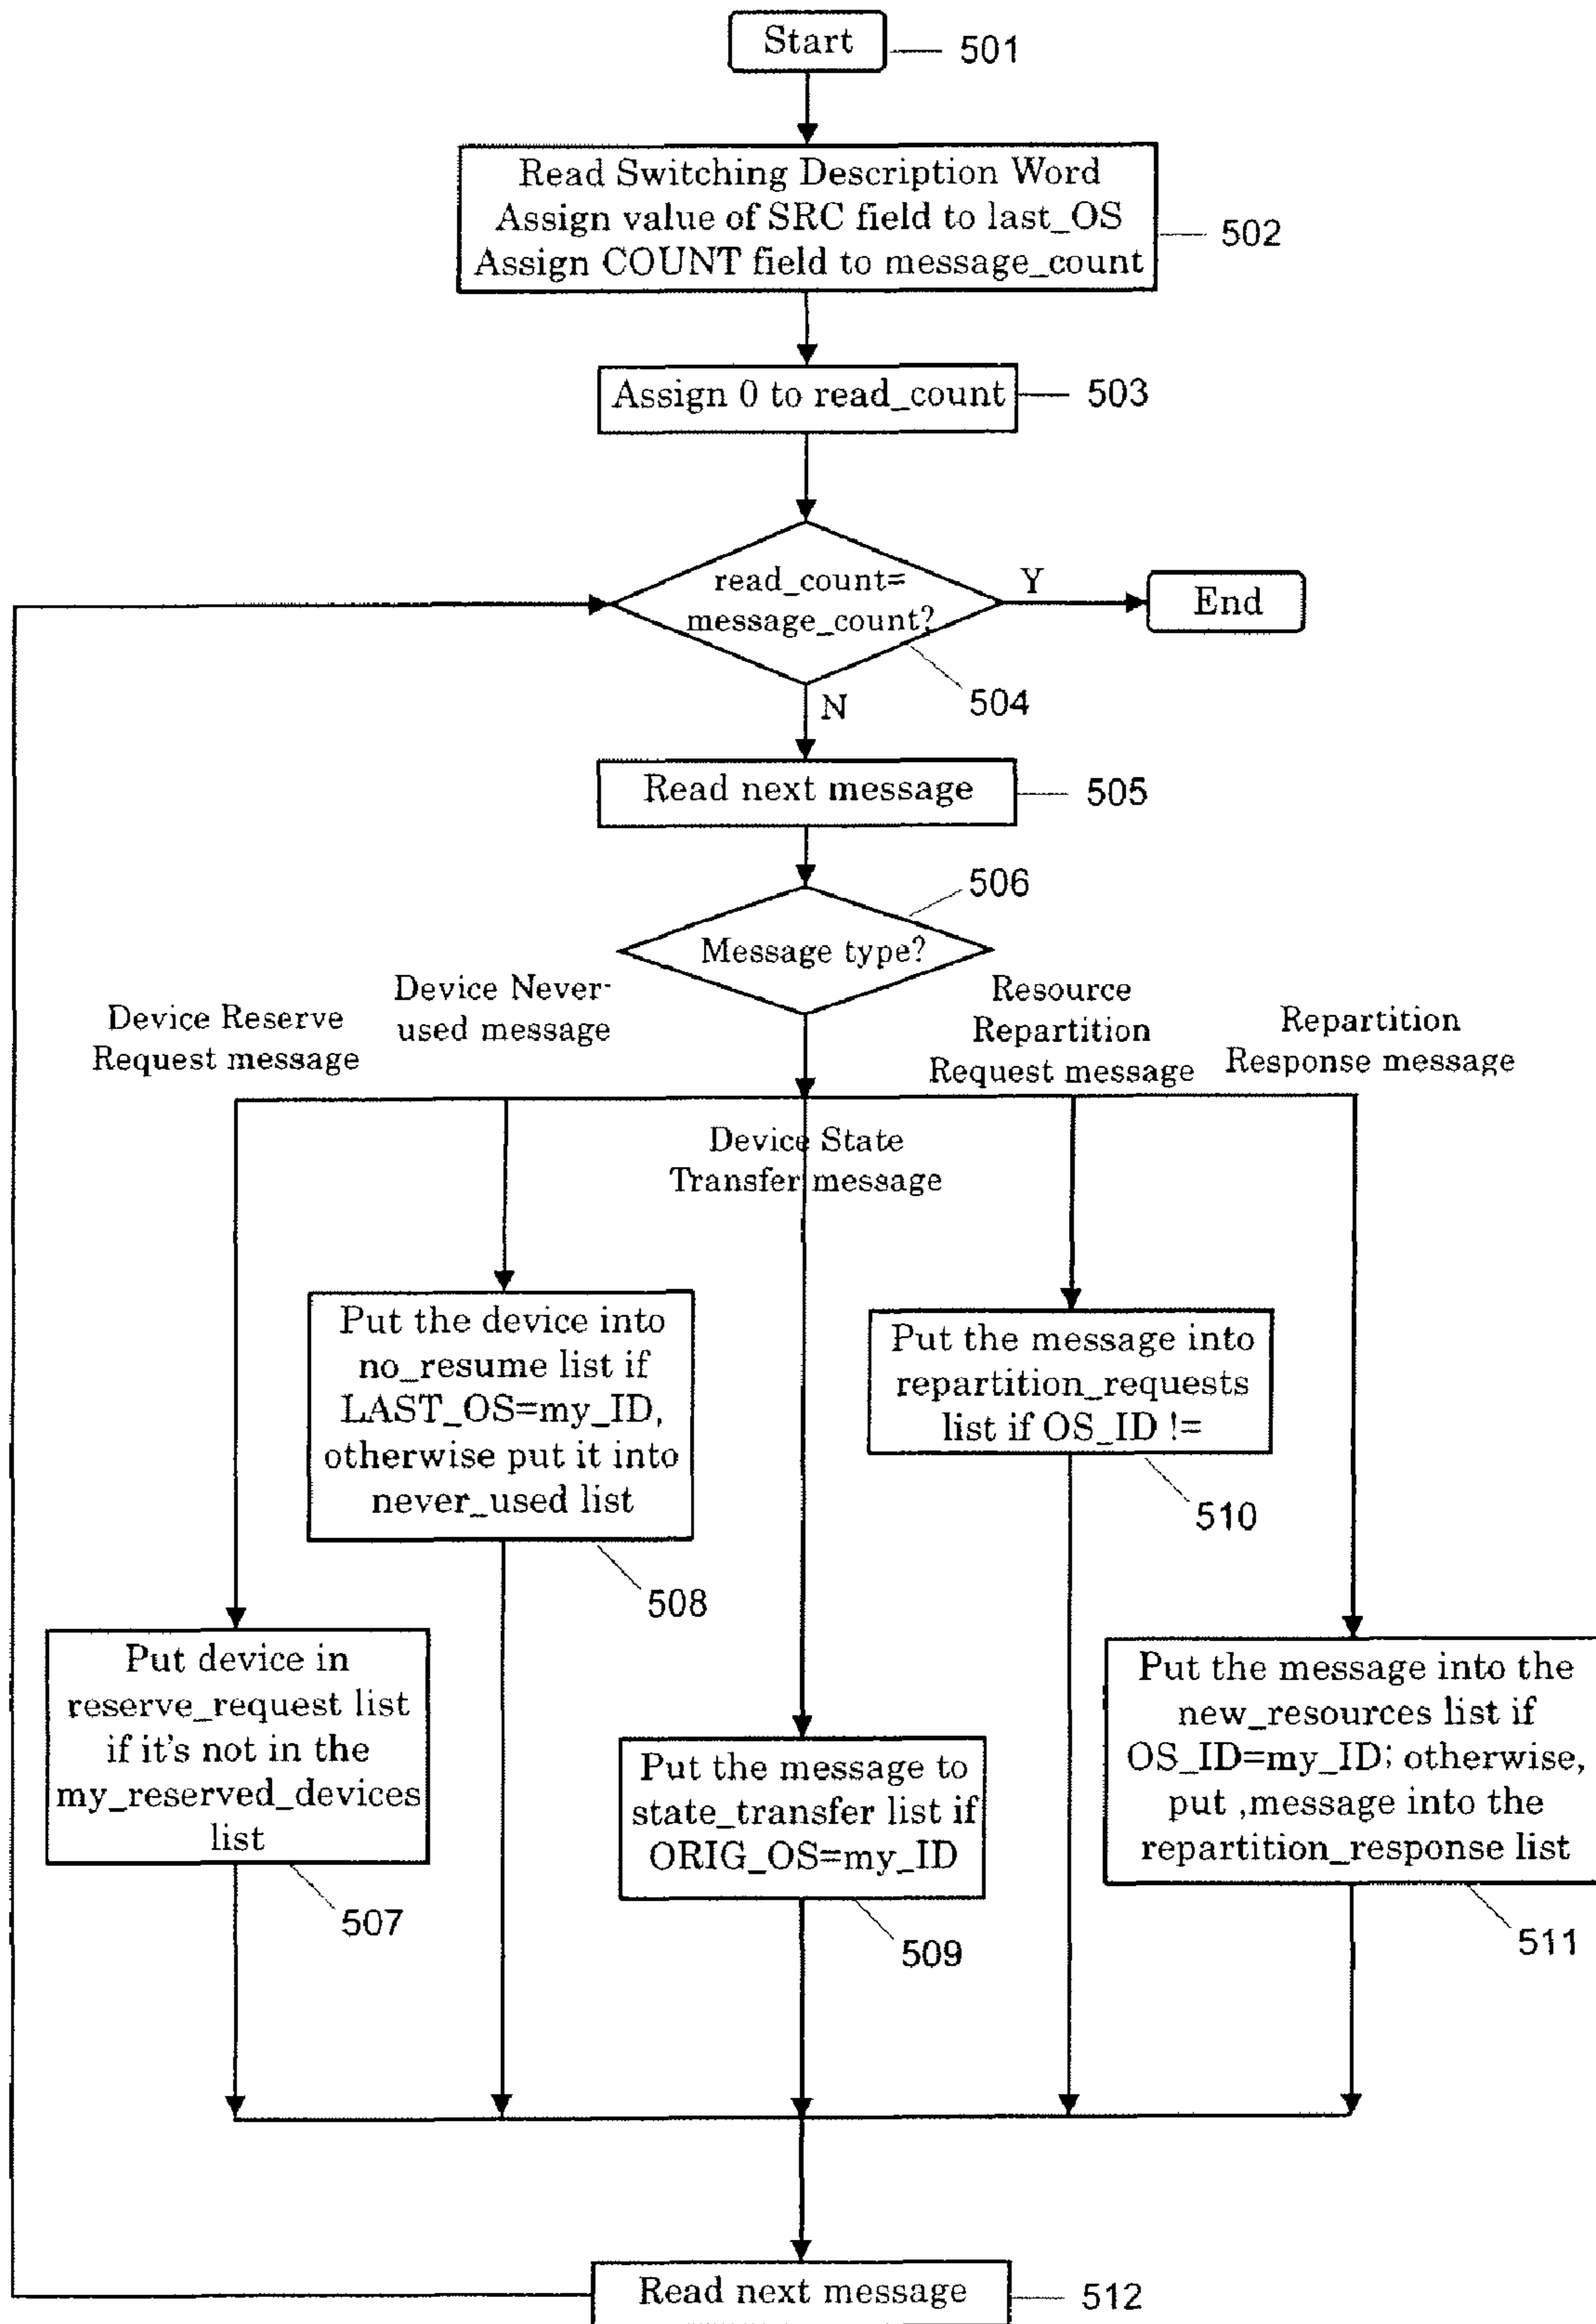 Start
501
Read Switching Description Word
Assign value of SRC field to last_OS
Assign COUNT field to message_count
502
Assign 0 to read_count
503
read_count=
message_count?
Y
End
504
N
Read next message
505
506
Message type?
Device Reserve
Request message
Device Never-
used message
Resource
Repartition
Request message
Repartition
Response message
Device State
Transfer message
Put the device into
no_resume list if
LAST_OS=my_ID,
otherwise put it into
never_used list
508
Put the message into
repartition_requests
list if OS_ID !=
510
Put device in
reserve_request list
if it's not in the
my_reserved_devices
list
507
Put the message to
state_transfer list if
ORIG_OS=my_ID
509
Put the message into the
new_resources list if
OS_ID=my_ID; otherwise,
put ,message into the
repartition_response list
511
Read next message
512